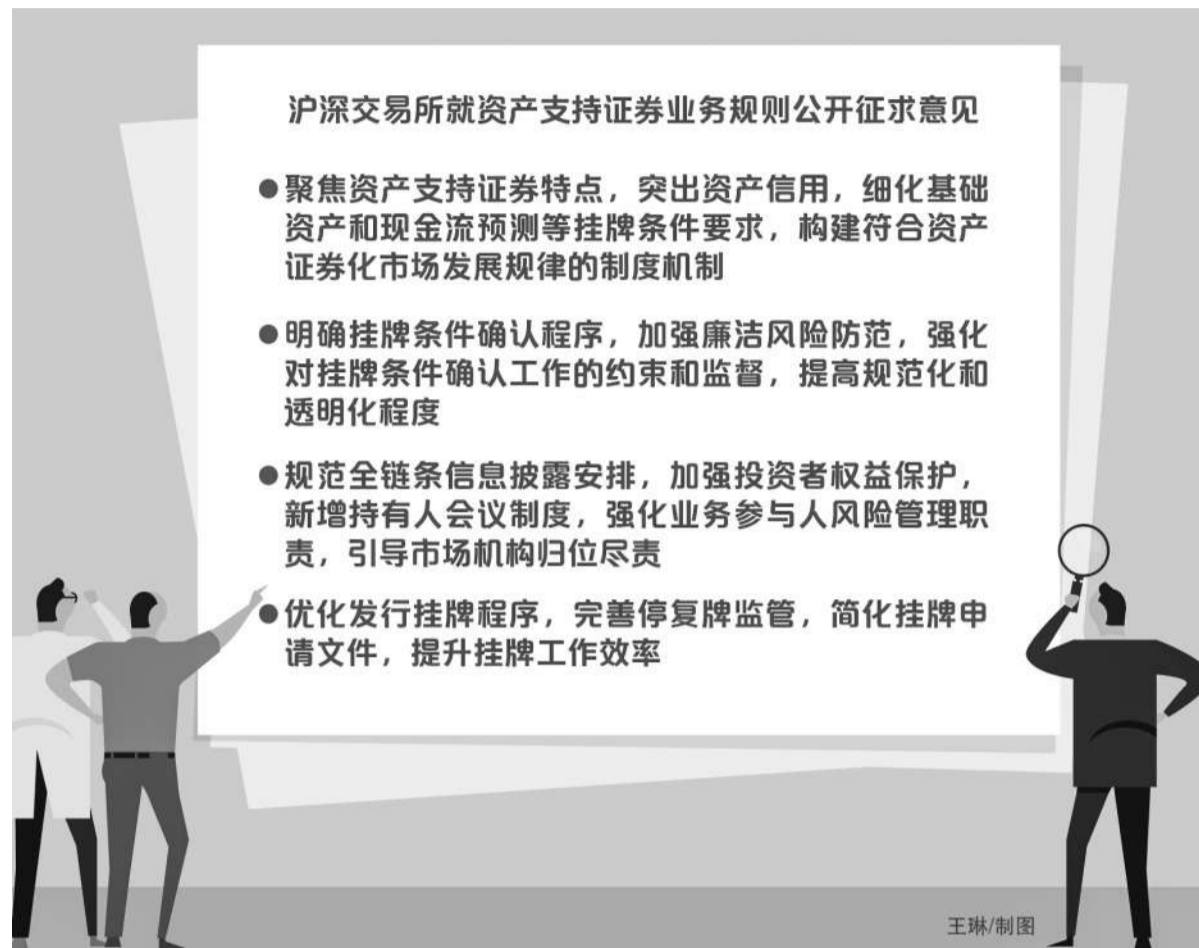 沪深交易所就资产支持证券业务规则公开征求意见
●聚焦资产支持证券特点，突出资产信用，细化基础
资产和现金流预测等挂牌条件要求，构建符合资产
证券化市场发展规律的制度机制
●明确挂牌条件确认程序，加强廉洁风险防范，强化
对挂牌条件确认工作的约束和监督，提高规范化和
透明化程度
●规范全链条信息披露安排，加强投资者权益保护，
新增持有人会议制度，强化业务参与人风险管理职
责，引导市场机构归位尽责
●优化发行挂牌程序，完善停复牌监管，简化挂牌申
请文件，提升挂牌工作效率
王琳/制图